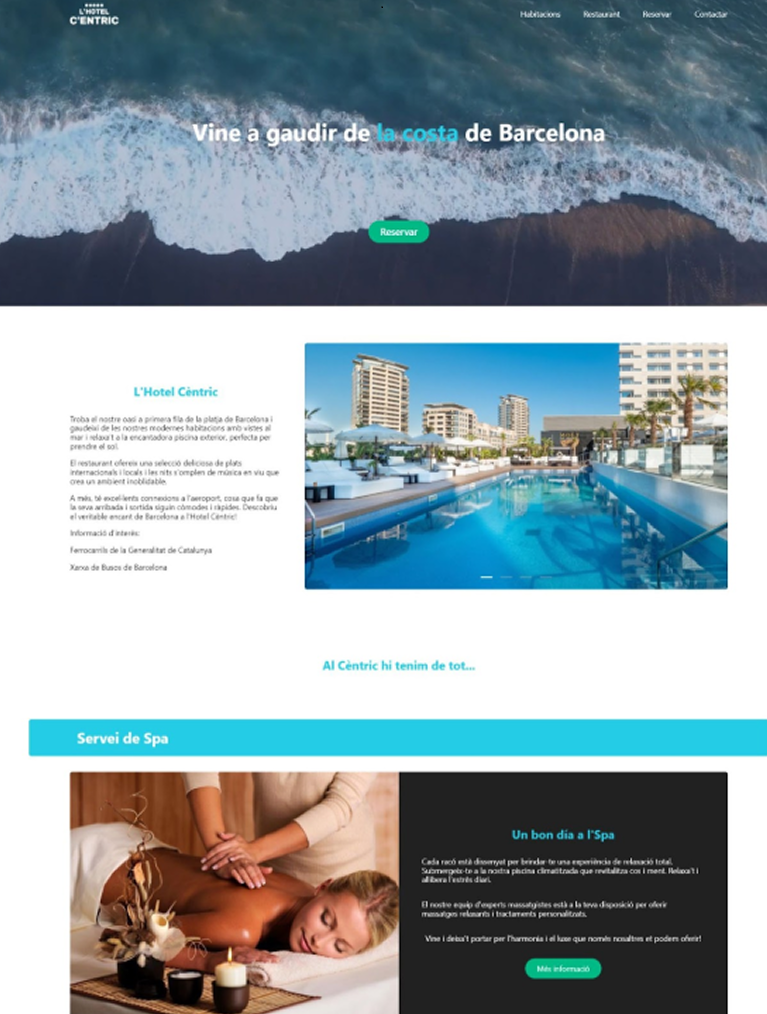 L'HOTEL
C'ENTRIC
Habitacions Restaurant Reservar Contactar
Vine a gaudir de la costa de Barcelona
Reservar
L'Hotel Cèntric
Troba el nostre oasi a primera fila de la platja de Barcelona i
gaudeixi de les nostres modernes habitacions amb vistes al
mar i relaxa't a la encantadora piscina exterior, perfecta per
prendre el sol.
El restaurant ofereix una selecció deliciosa de plats
internacionals i locals i les nits s'omplen de música en viu que
crea un ambient inoblidable.
A més, té excel·lents connexions a l'aeroport, cosa que fa que
la seva arribada i sortida siguin còmodes i ràpides. Descobriu
el veritable encant de Barcelona a l'Hotel Cèntric!
Informació d'interès:
Ferrocarrils de la Generalitat de Catalunya
Xarxa de Busos de Barcelona
Al Cèntric hi tenim de tot...
Servei de Spa
Un bon día a l'Spa
Cada racó està dissenyat per brindar-te una experiència de relaxació total.
Submergeix-te a la nostra piscina climatitzada que revitalitza cos i ment. Relaxa't i
allibera l'estrès diari.
El nostre equip d'experts massatgistes està a la teva disposició per oferir
massatges relaxants i tractaments personalitzats.
Vine i deixa't portar per l'harmonia i el luxe que només nosaltres et podem oferir!
Més informació